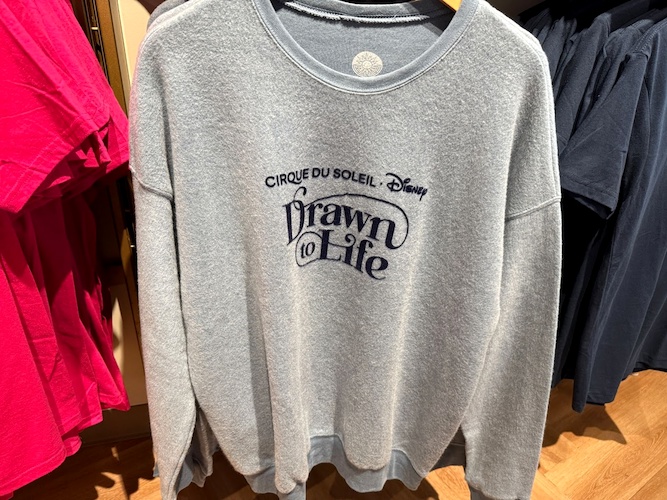 CIRQUE DU SOLEIL · Disney
Drawn
to Life